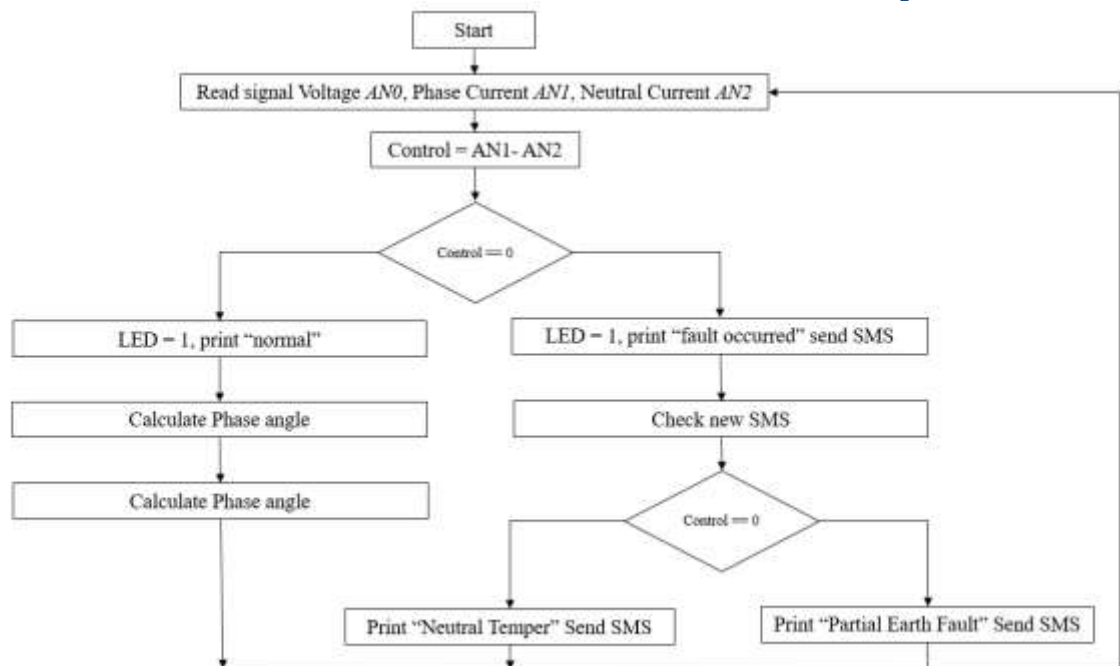 Start
Read signal Voltage AN0, Phase Current AN1, Neutral Current AN2
Control = AN1- AN2
Control == 0
LED = 1, print “normal”
LED = 1, print “fault occurred” send SMS
Calculate Phase angle
Check new SMS
Calculate Phase angle
Control == 0
Print “Neutral Temper” Send SMS
Print “Partial Earth Fault” Send SMS